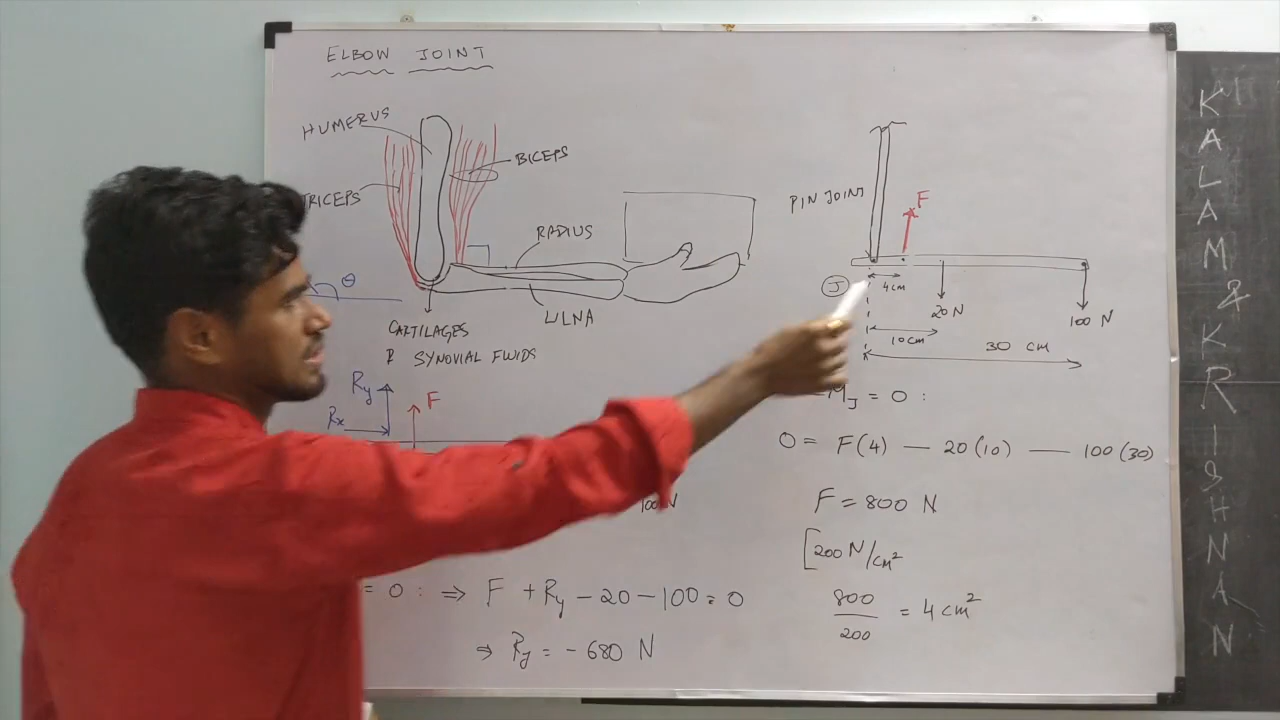 ELBOW JOINT
HUMERUS
BICEPS
TRICEPS
RADIUS
θ
ULNA
CARTILAGES
& SYNOVIAL FLUIDS
Ry
Rx
F
100 N
= 0 : ⇒ F + Ry - 20 - 100 = 0
⇒ Ry = - 680 N
PIN JOINT
F
J
4cm
20 N
100 N
10cm
30 cm
MJ = 0 :
0 = F(4) — 20(10) — 100(30)
F = 800 N
[200 N/cm²
800/200 = 4 cm²
KALAM & KRISHNAN